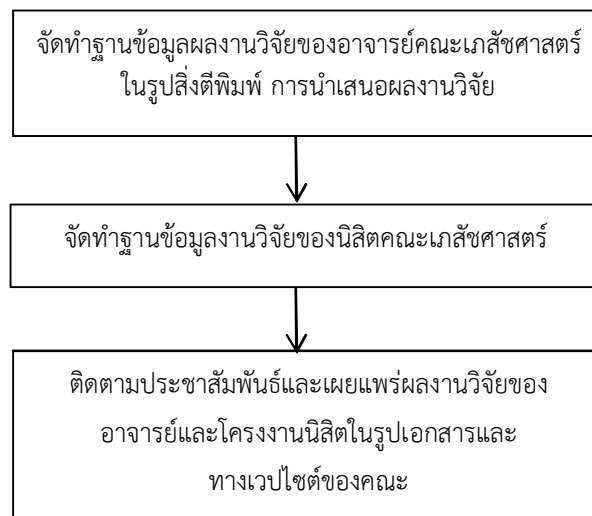 จัดทำฐานข้อมูลผลงานวิจัยของอาจารย์คณะเภสัชศาสตร์
ในรูปสิ่งตีพิมพ์ การนำเสนอผลงานวิจัย
จัดทำฐานข้อมูลงานวิจัยของนิสิตคณะเภสัชศาสตร์
ติดตามประชาสัมพันธ์และเผยแพร่ผลงานวิจัยของ
อาจารย์และโครงงานนิสิตในรูปเอกสารและ
ทางเวปไซต์ของคณะ